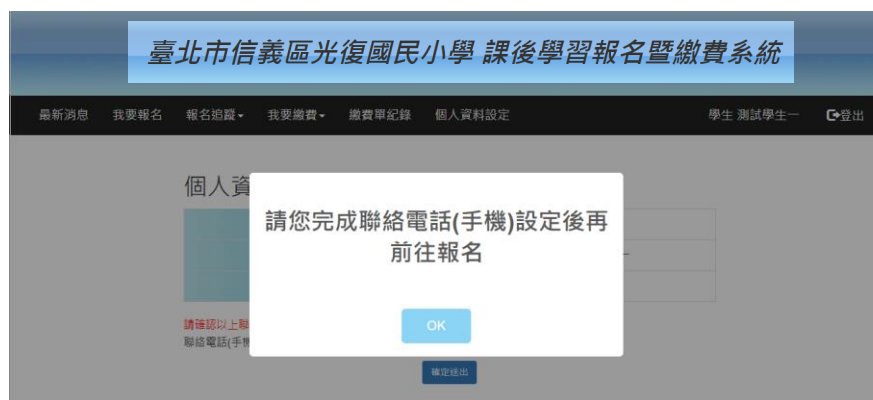 臺北市信義區光復國民小學 課後學習報名暨繳費系統
最新消息 我要報名 報名追蹤 我要繳費 繳費單紀錄 個人資料設定 學生 測試學生一 登出
個人資
請您完成聯絡電話(手機)設定後再
前往報名
OK
請確認以上聯
聯絡電話(手機
確定送出